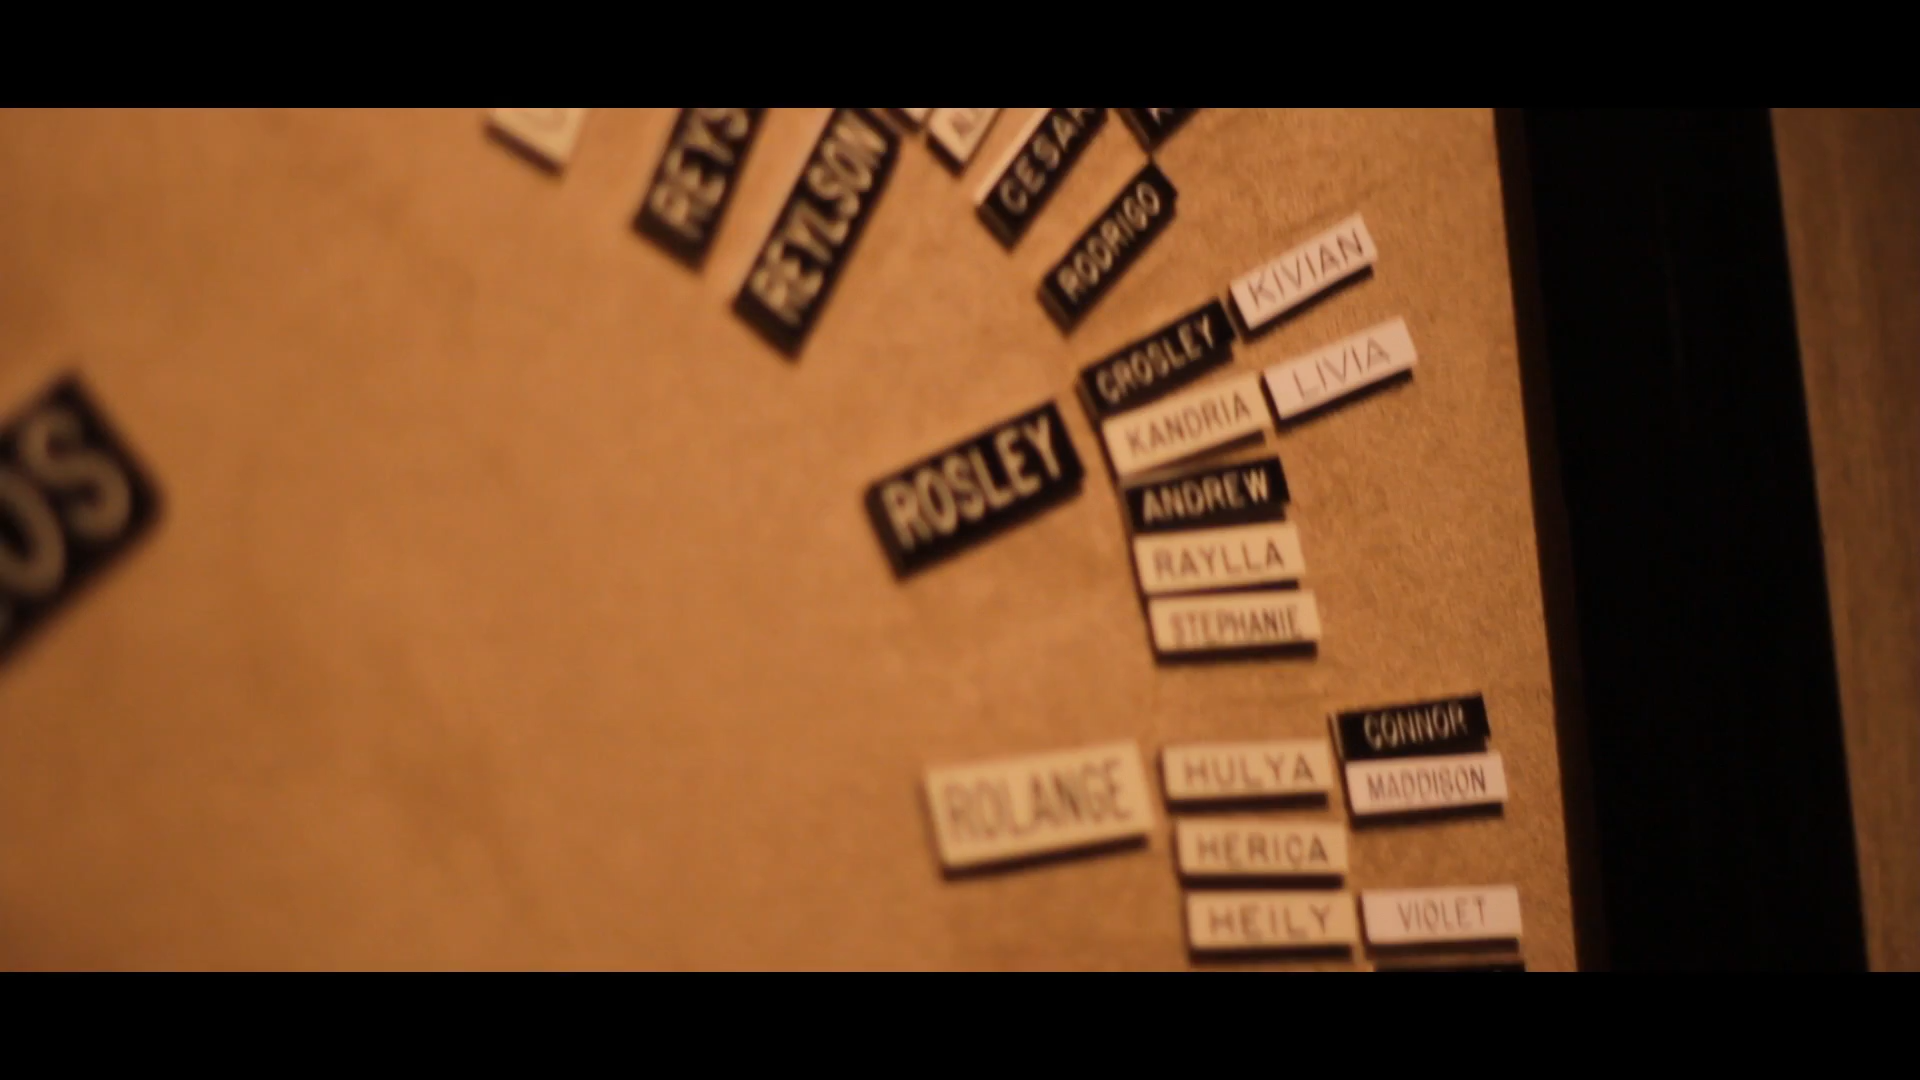 REYS
REYLSON
CESAR
RODRIGO
OS
ROSLEY
CROSLEY
KIVIAN
KANDRIA
LIVIA
ANDREW
RAYLLA
STEPHANIE
ROLANGE
HULYA
CONNOR
MADDISON
HERICA
HEILY
VIOLET